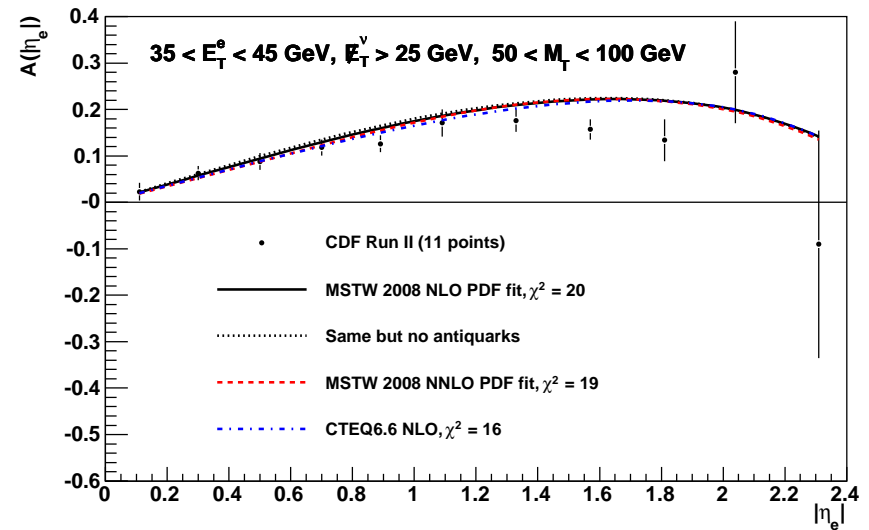 A(|ηₑ|)
35 < E_T^e < 45 GeV, E̸_T^ν > 25 GeV, 50 < M_T < 100 GeV
0.4
0.3
0.2
0.1
-0
-0.1
-0.2
-0.3
-0.4
-0.5
-0.6
CDF Run II (11 points)
MSTW 2008 NLO PDF fit, χ² = 20
Same but no antiquarks
MSTW 2008 NNLO PDF fit, χ² = 19
CTEQ6.6 NLO, χ² = 16
0 0.2 0.4 0.6 0.8 1 1.2 1.4 1.6 1.8 2 2.2 2.4
|ηₑ|